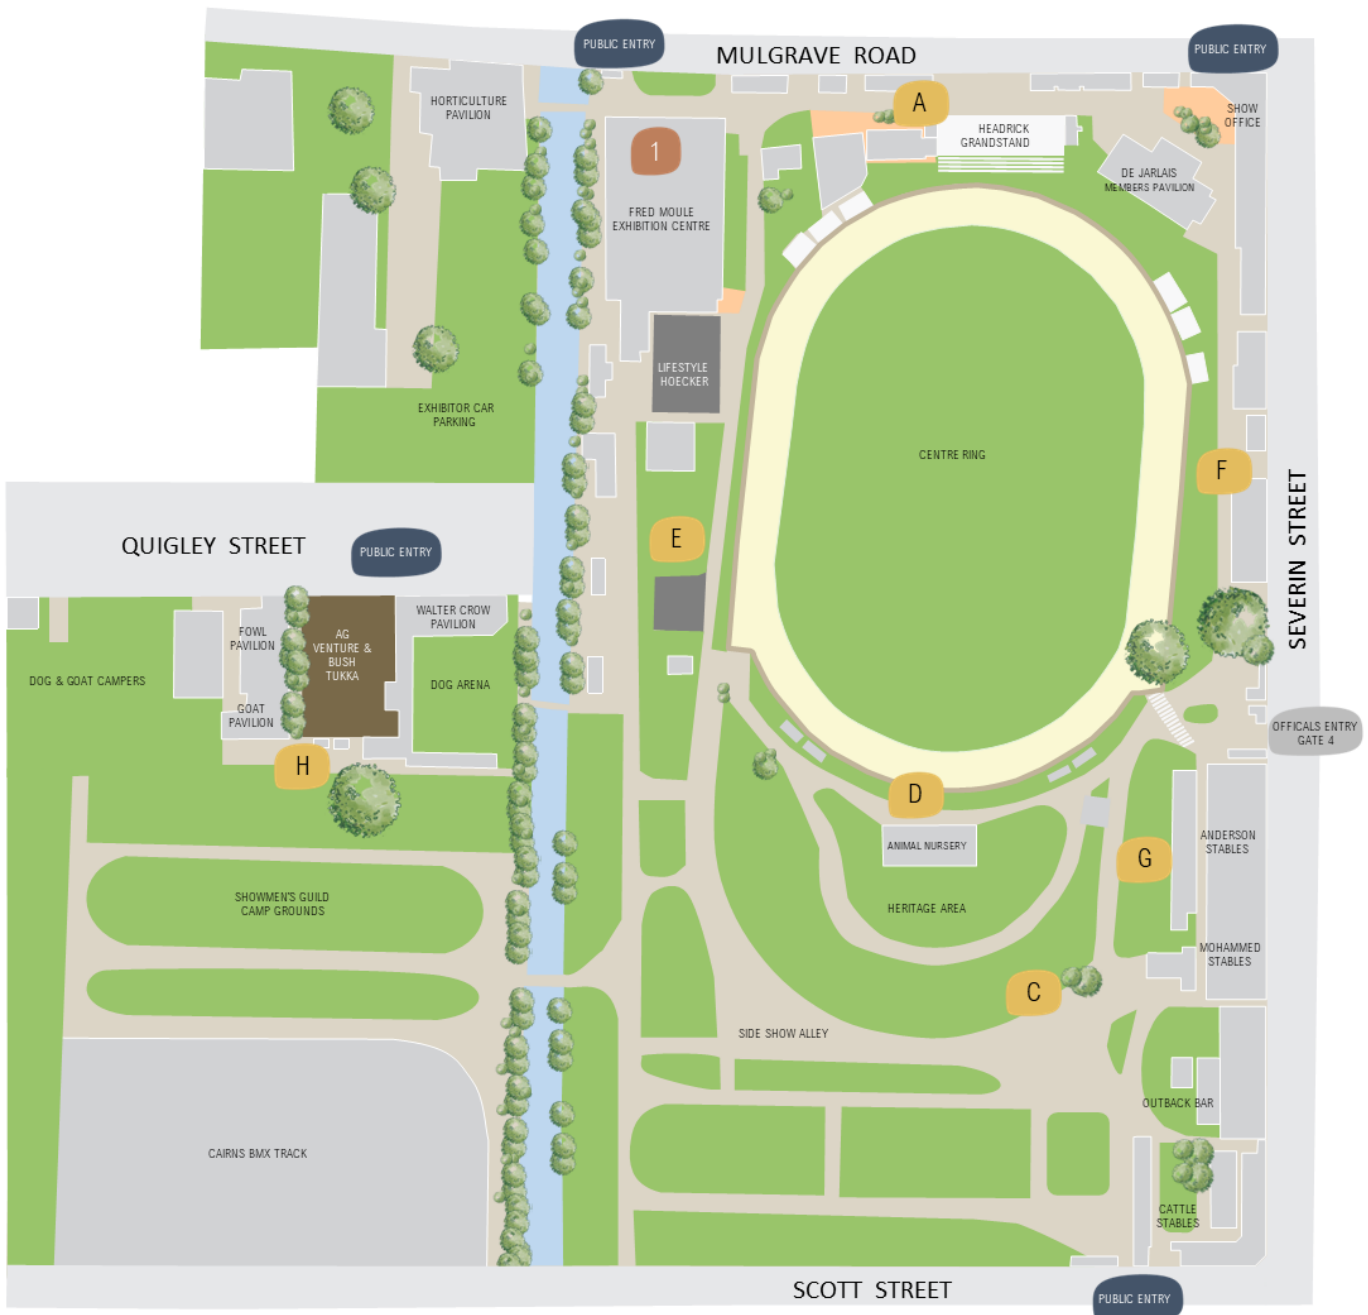 PUBLIC ENTRY
MULGRAVE ROAD
PUBLIC ENTRY
HORTICULTURE
PAVILION
A
SHOW
OFFICE
HEADRICK
GRANDSTAND
1
DE JARLAIS
MEMBERS PAVILION
FRED MOULE
EXHIBITION CENTRE
LIFESTYLE
HOECKER
EXHIBITOR CAR
PARKING
CENTRE RING
F
SEVERIN STREET
QUIGLEY STREET
PUBLIC ENTRY
E
WALTER CROW
PAVILION
FOWL
PAVILION
AG
VENTURE &
BUSH
TUKKA
DOG & GOAT CAMPERS
DOG ARENA
GOAT
PAVILION
OFFICALS ENTRY
GATE 4
H
D
ANIMAL NURSERY
ANDERSON
STABLES
G
SHOWMEN'S GUILD
CAMP GROUNDS
HERITAGE AREA
MOHAMMED
STABLES
C
SIDE SHOW ALLEY
OUTBACK BAR
CAIRNS BMX TRACK
CATTLE
STABLES
SCOTT STREET
PUBLIC ENTRY